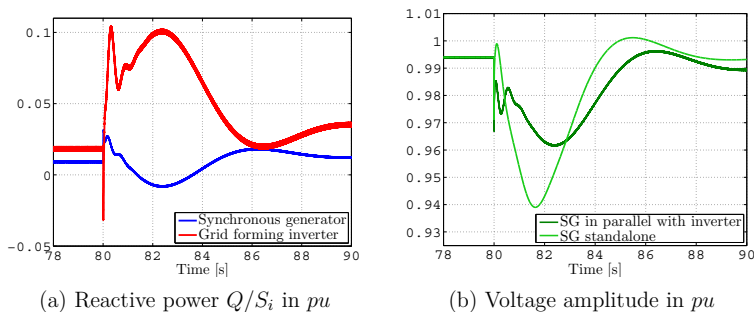 0.1
0.05
0
−0.05
78 80 82 84 86 88 90
Time [s]
Synchronous generator
Grid forming inverter
(a) Reactive power Q/S_i in pu
1.01
1
0.99
0.98
0.97
0.96
0.95
0.94
0.93
78 80 82 84 86 88 90
Time [s]
SG in parallel with inverter
SG standalone
(b) Voltage amplitude in pu